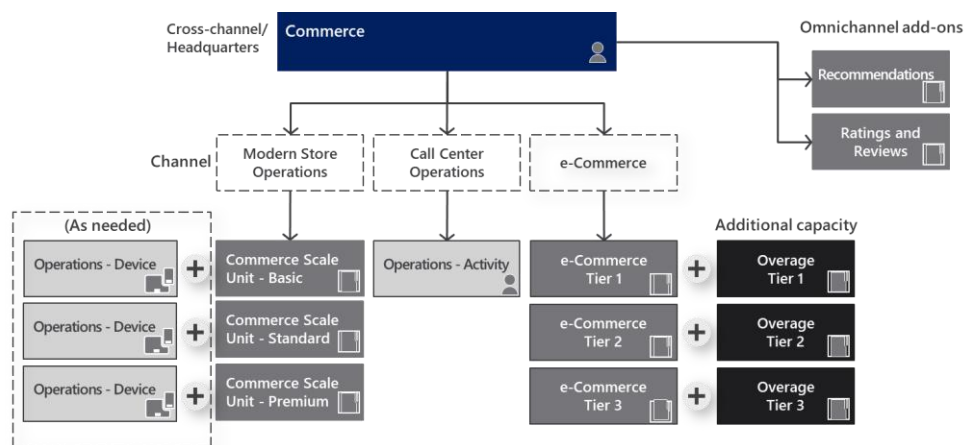 Cross-channel/
Headquarters
Commerce
Omnichannel add-ons
Recommendations
Ratings and
Reviews
Channel
Modern Store
Operations
Call Center
Operations
e-Commerce
(As needed)
Additional capacity
Operations - Device
Commerce Scale
Unit - Basic
Operations - Activity
e-Commerce
Tier 1
Overage
Tier 1
Operations - Device
Commerce Scale
Unit - Standard
e-Commerce
Tier 2
Overage
Tier 2
Operations - Device
Commerce Scale
Unit - Premium
e-Commerce
Tier 3
Overage
Tier 3